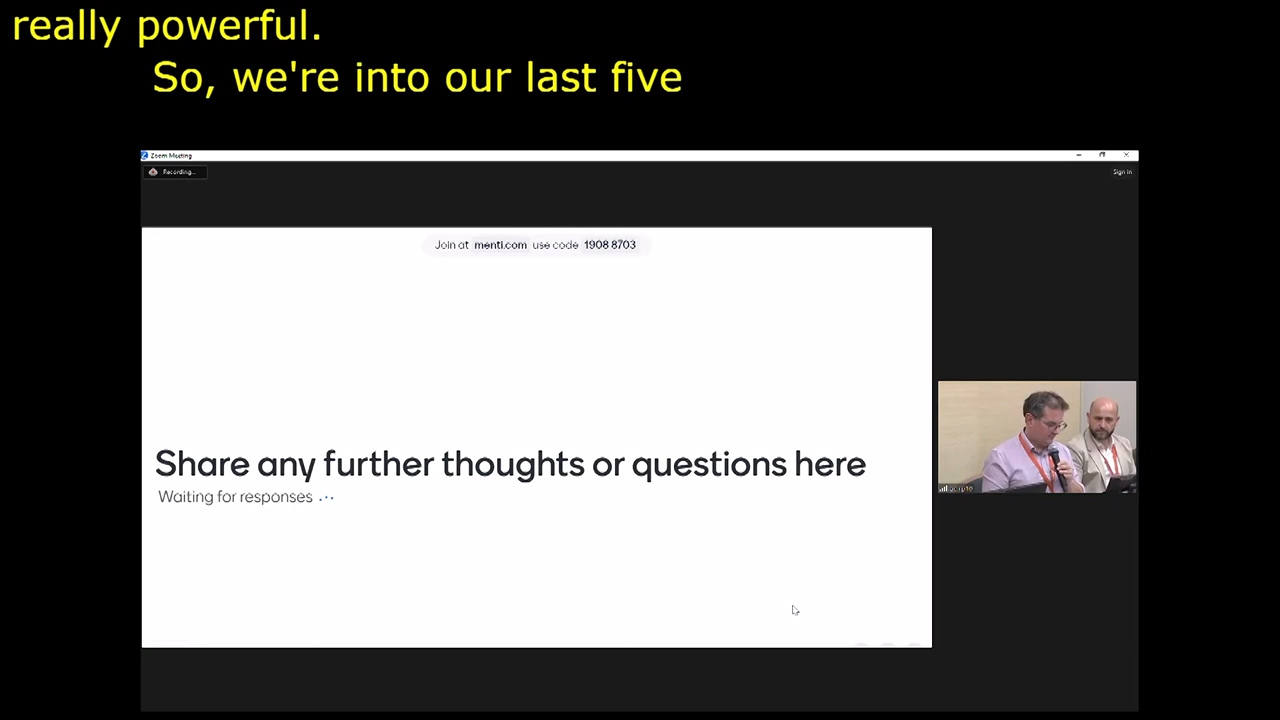 really powerful.
So, we're into our last five
Zoom Meeting
Recording...
Sign in
Join at menti.com use code 1908 8703
Share any further thoughts or questions here
Waiting for responses ...